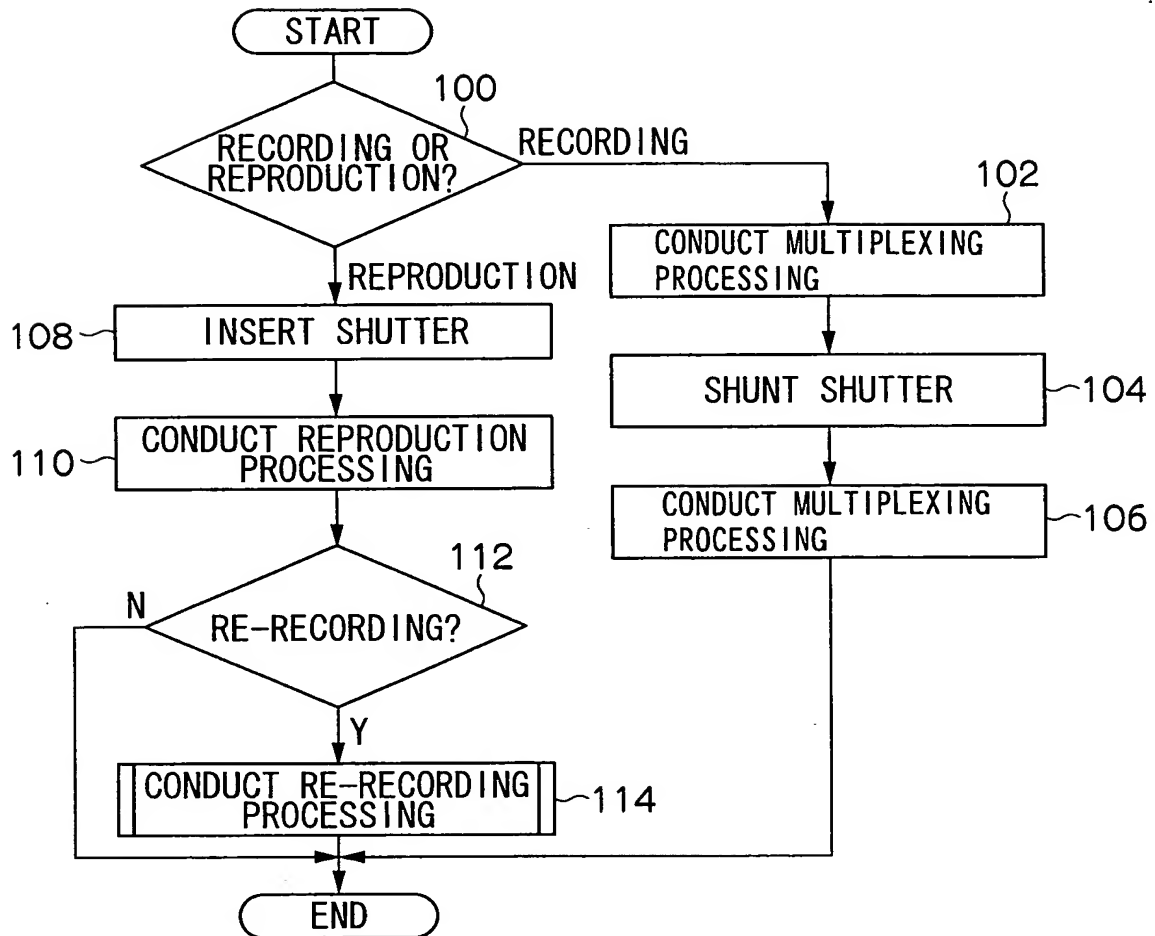 START
100
RECORDING OR
REPRODUCTION?
RECORDING
102
CONDUCT MULTIPLEXING
PROCESSING
REPRODUCTION
108
INSERT SHUTTER
SHUNT SHUTTER
104
110
CONDUCT REPRODUCTION
PROCESSING
CONDUCT MULTIPLEXING
PROCESSING
106
112
N
RE-RECORDING?
Y
CONDUCT RE-RECORDING
PROCESSING
114
END